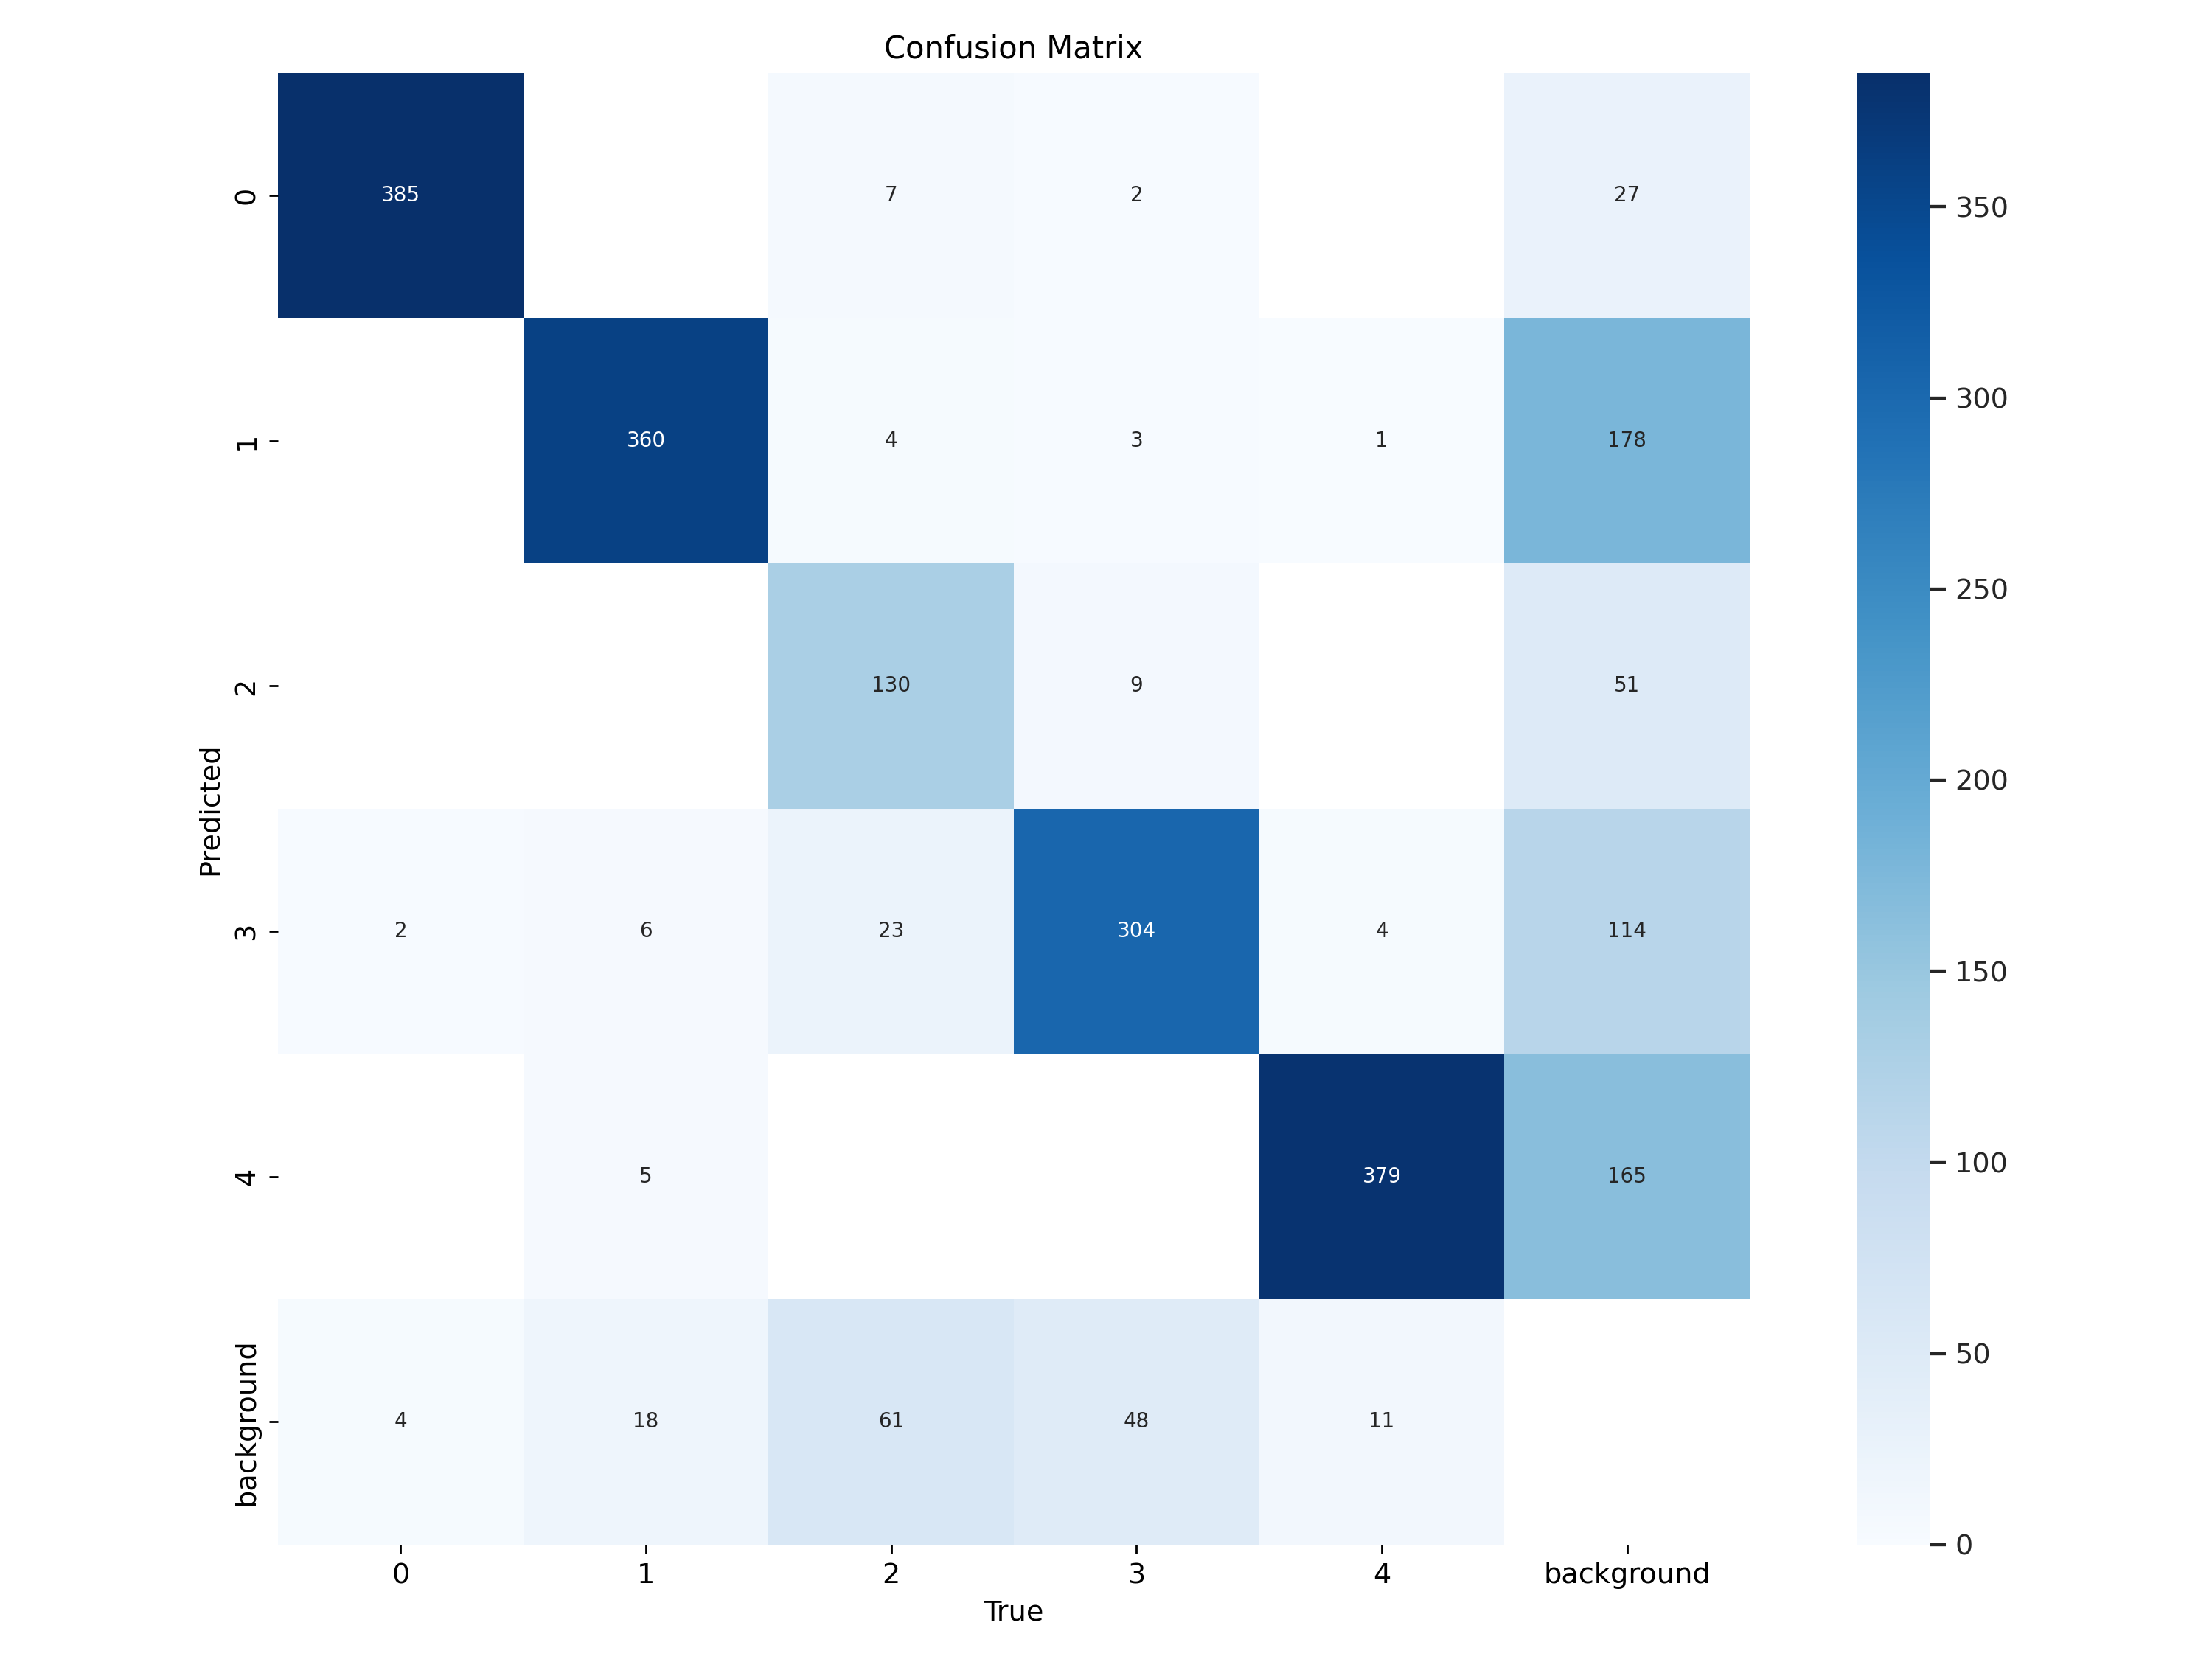 Confusion Matrix
0 385 7 2 27
1 360 4 3 1 178
2 130 9 51
3 2 6 23 304 4 114
4 5 379 165
background 4 18 61 48 11
Predicted
0 1 2 3 4 background
True
350
300
250
200
150
100
50
0